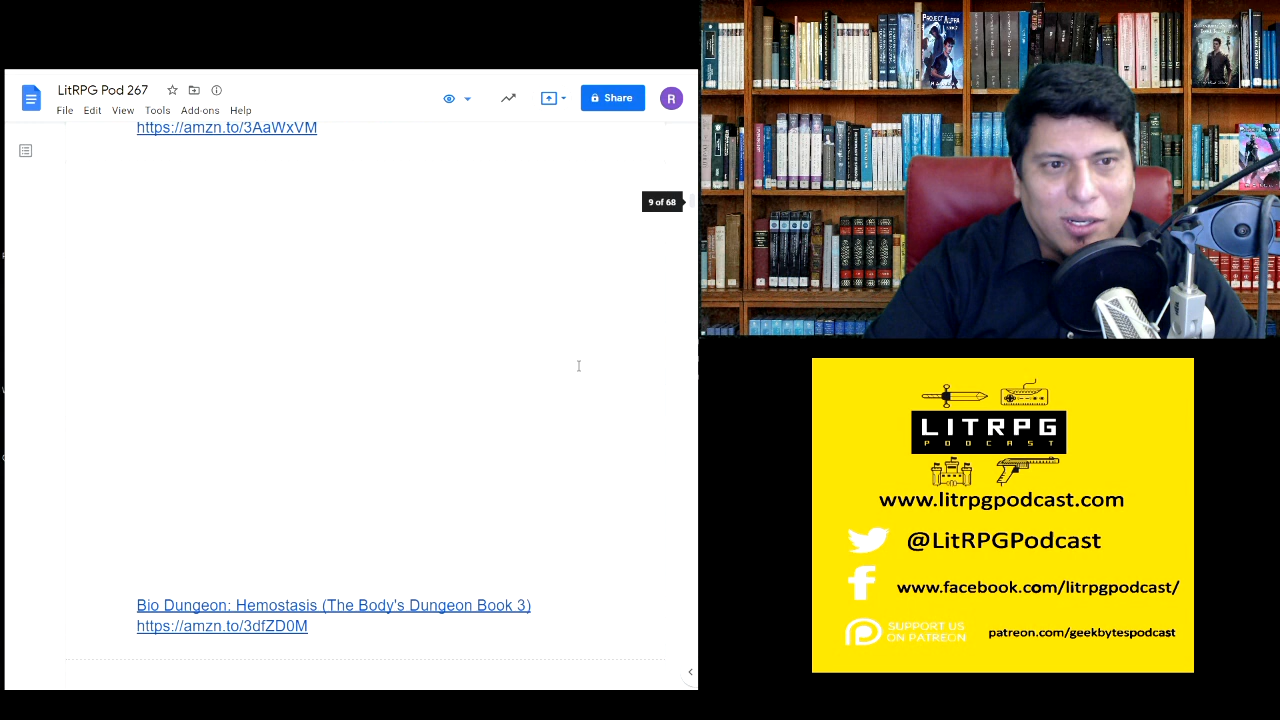 LitRPG Pod 267
File Edit View Tools Add-ons Help
Share
R
https://amzn.to/3AaWxVM
9 of 68
Bio Dungeon: Hemostasis (The Body's Dungeon Book 3)
https://amzn.to/3dfZD0M
PROJECT ALPHA
LITRPG
PODCAST
www.litrpgpodcast.com
@LitRPGPodcast
www.facebook.com/litrpgpodcast/
SUPPORT US
ON PATREON
patreon.com/geekbytespodcast